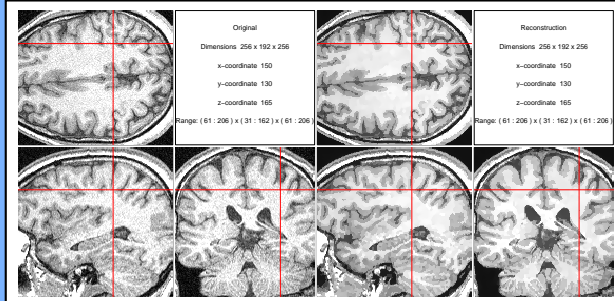 Original
Dimensions 256 x 192 x 256
x−coordinate 150
y−coordinate 130
z−coordinate 165
Range: ( 61 : 206 ) x ( 31 : 162 ) x ( 61 : 206 )
Reconstruction
Dimensions 256 x 192 x 256
x−coordinate 150
y−coordinate 130
z−coordinate 165
Range: ( 61 : 206 ) x ( 31 : 162 ) x ( 61 : 206 )